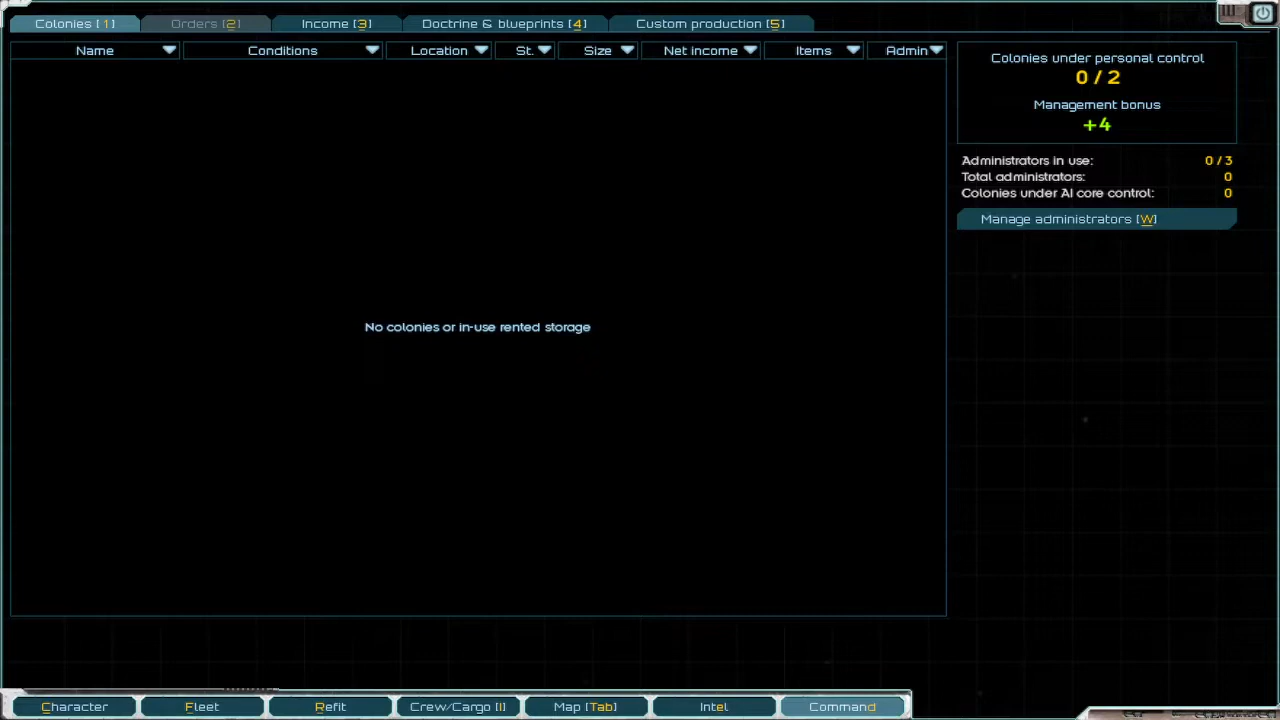 Colonies [1] Orders [2] Income [3] Doctrine & blueprints [4] Custom production [5]
Name Conditions Location St. Size Net income Items Admin
No colonies or in-use rented storage
Colonies under personal control
0 / 2
Management bonus
+4
Administrators in use: 0 / 3
Total administrators: 0
Colonies under AI core control: 0
Manage administrators [W]
Character Fleet Refit Crew/Cargo [I] Map [Tab] Intel Command